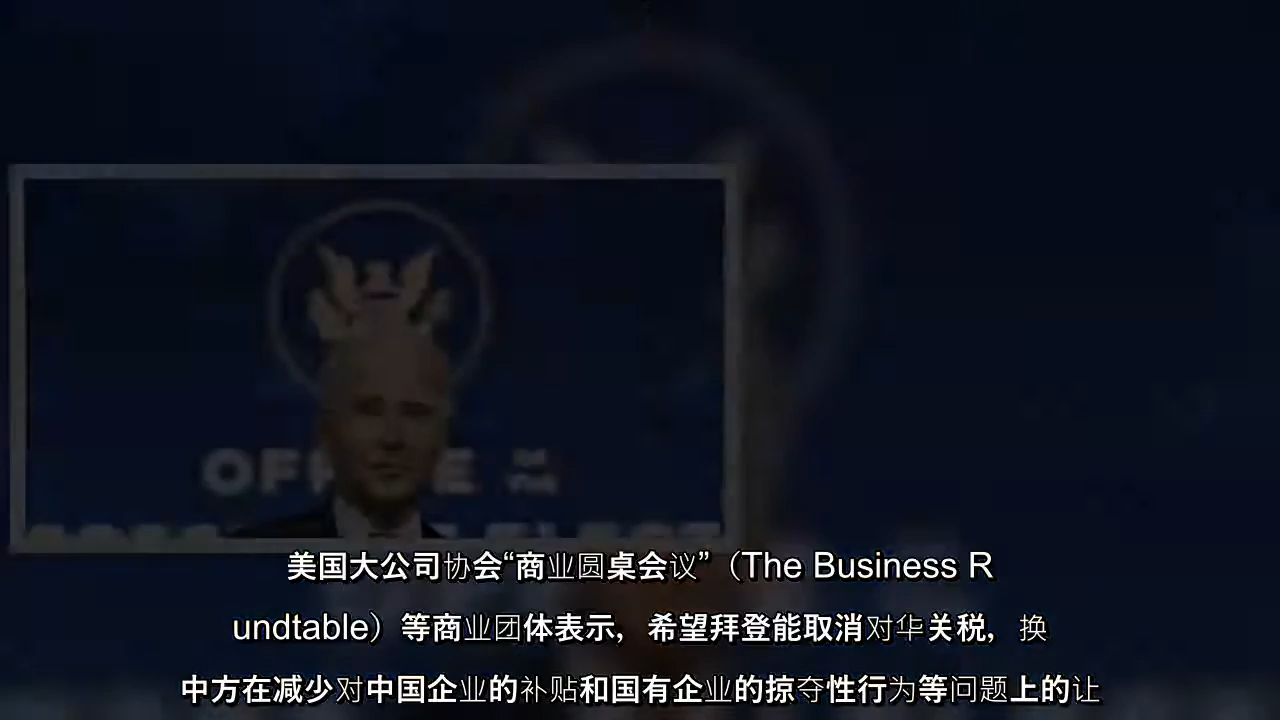 OFFICE OF THE
美国大公司协会“商业圆桌会议”（The Business R
undtable）等商业团体表示，希望拜登能取消对华关税，换
中方在减少对中国企业的补贴和国有企业的掠夺性行为等问题上的让